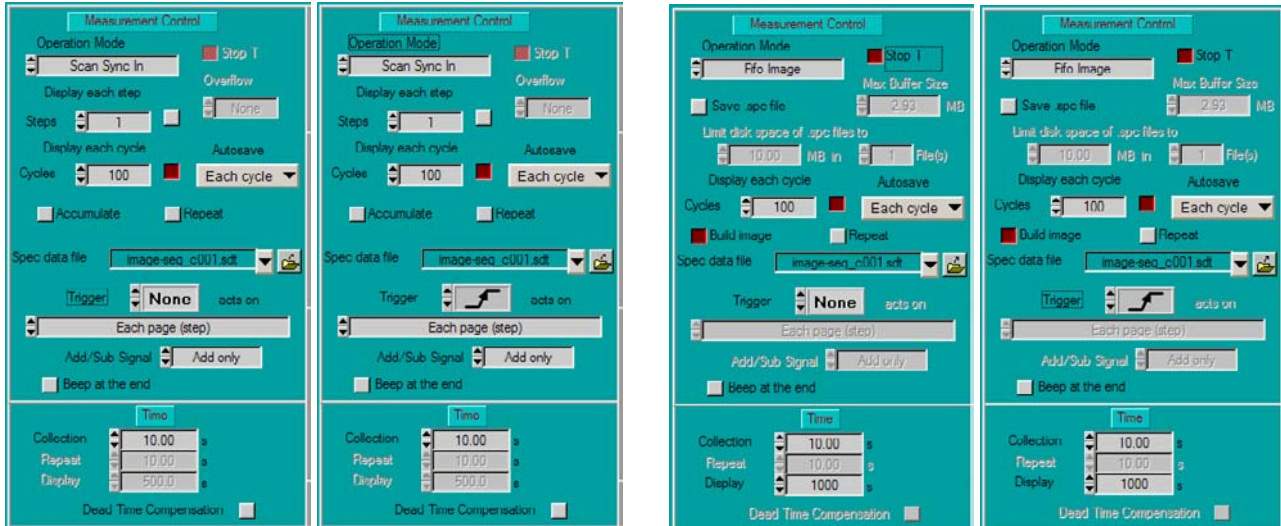 Measurement Control
Operation Mode
Stop T
Scan Sync In
Overflow
Display each step
None
Steps 1
Display each cycle Autosave
Cycles 100 Each cycle
Accumulate Repeat
Spec data file image-seq_c001.sdt
Trigger None acts on
Each page (step)
Add/Sub Signal Add only
Beep at the end
Time
Collection 10.00 s
Repeat 10.00 s
Display 500.0 s
Dead Time Compensation
Measurement Control
Operation Mode
Stop T
Scan Sync In
Overflow
Display each step
None
Steps 1
Display each cycle Autosave
Cycles 100 Each cycle
Accumulate Repeat
Spec data file image-seq_c001.sdt
Trigger acts on
Each page (step)
Add/Sub Signal Add only
Beep at the end
Time
Collection 10.00 s
Repeat 10.00 s
Display 500.0 s
Dead Time Compensation
Measurement Control
Operation Mode
Stop T
Fifo Image
Max Buffer Size
Save .spc file 2.93 MB
Limit disk space of .spc files to
10.00 MB in 1 File(s)
Display each cycle Autosave
Cycles 100 Each cycle
Build image Repeat
Spec data file image-seq_c001.sdt
Trigger None acts on
Each page (step)
Add/Sub Signal Add only
Beep at the end
Time
Collection 10.00 s
Repeat 10.00 s
Display 1000 s
Dead Time Compensation
Measurement Control
Operation Mode
Stop T
Fifo Image
Max Buffer Size
Save .spc file 2.93 MB
Limit disk space of .spc files to
10.00 MB in 1 File(s)
Display each cycle Autosave
Cycles 100 Each cycle
Build image Repeat
Spec data file image-seq_c001.sdt
Trigger acts on
Each page (step)
Add/Sub Signal Add only
Beep at the end
Time
Collection 10.00 s
Repeat 10.00 s
Display 1000 s
Dead Time Compensation